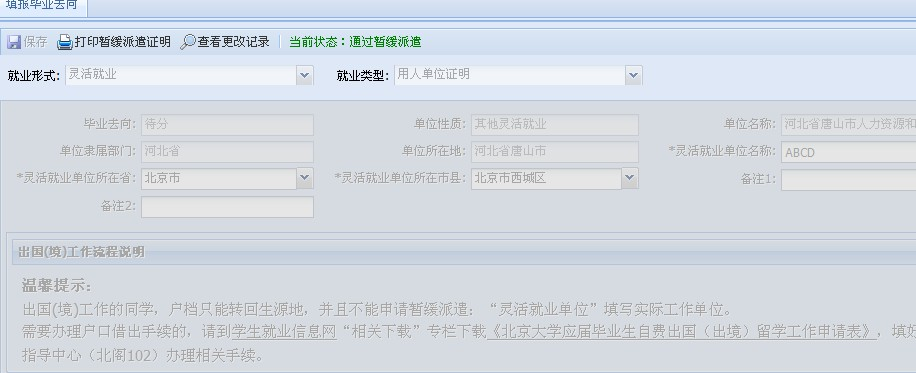 填报毕业去向
保存 打印暂缓派遣证明 查看更改记录 当前状态：通过暂缓派遣
就业形式: 灵活就业 就业类型: 用人单位证明
毕业去向: 待分 单位性质: 其他灵活就业 单位名称: 河北省唐山市人力资源和
单位隶属部门: 河北省 单位所在地: 河北省唐山市 *灵活就业单位名称: ABCD
*灵活就业单位所在省: 北京市 *灵活就业单位所在市县: 北京市西城区 备注1:
备注2:
出国(境)工作流程说明
温馨提示：
出国(境)工作的同学，户档只能转回生源地，并且不能申请暂缓派遣；“灵活就业单位”填写实际工作单位。
需要办理户口借出手续的，请到学生就业信息网“相关下载”专栏下载《北京大学应届毕业生自费出国（出境）留学工作申请表》，填好
指导中心（北阁102）办理相关手续。